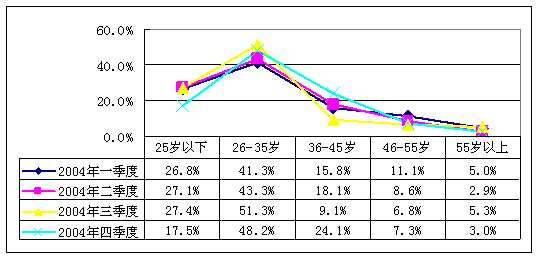 60.0%
40.0%
20.0%
0.0%
25岁以下 26-35岁 36-45岁 46-55岁 55岁以上
2004年一季度 26.8% 41.3% 15.8% 11.1% 5.0%
2004年二季度 27.1% 43.3% 18.1% 8.6% 2.9%
2004年三季度 27.4% 51.3% 9.1% 6.8% 5.3%
2004年四季度 17.5% 48.2% 24.1% 7.3% 3.0%